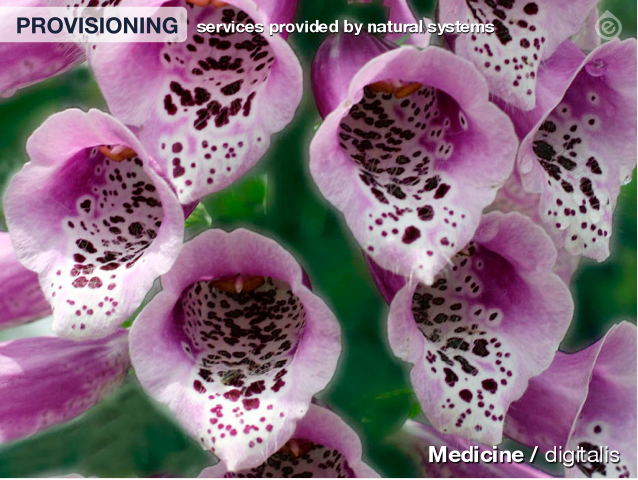 PROVISIONING services provided by natural systems
Medicine / digitalis